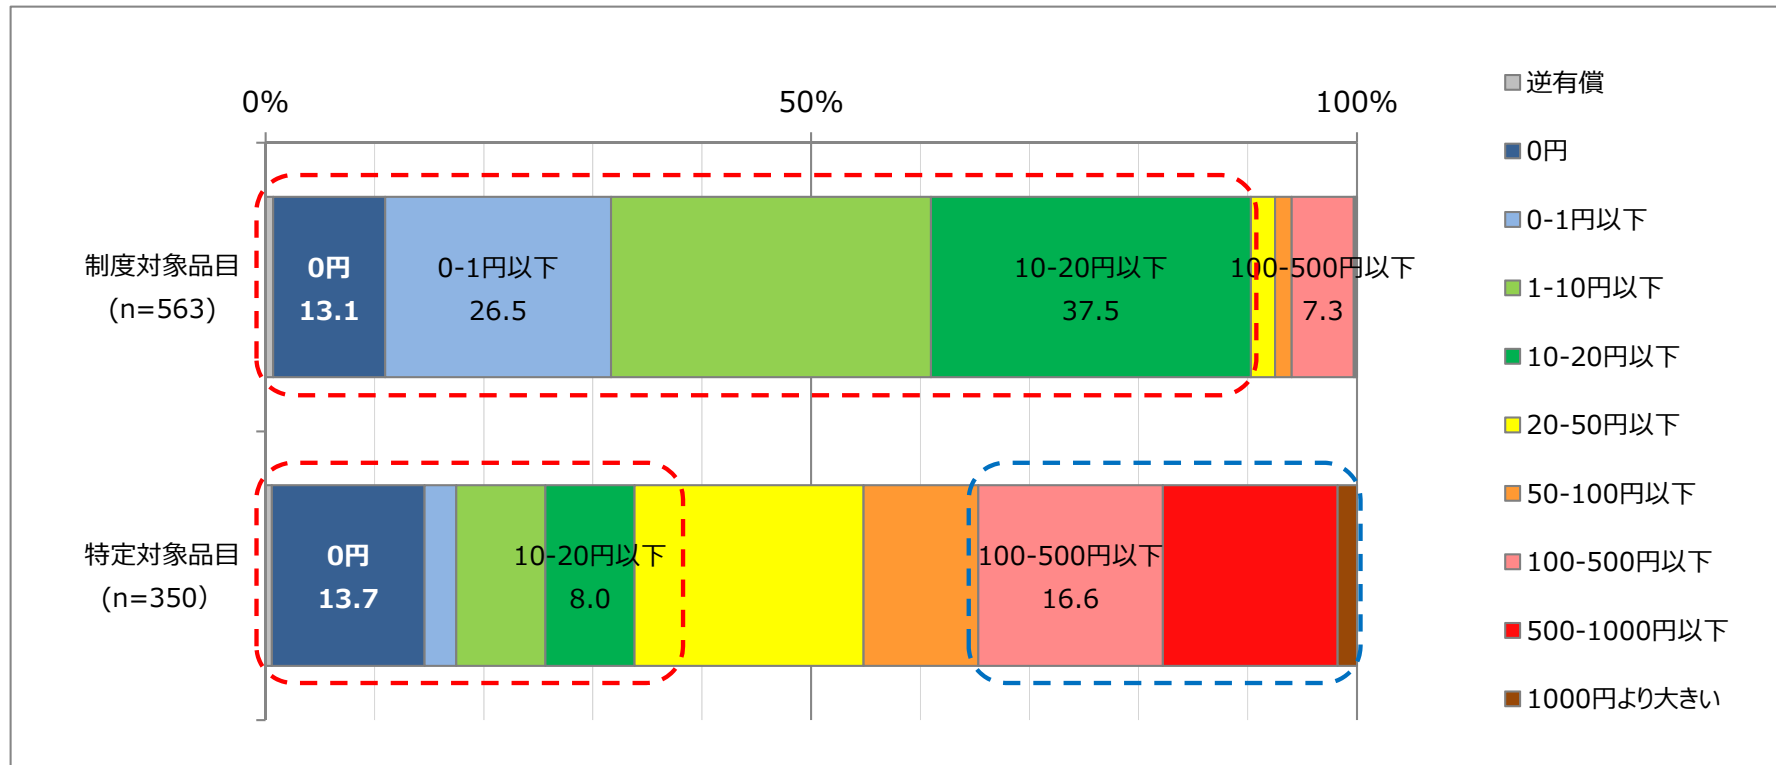 0%
50%
100%
制度対象品目
(n=563)
0円
13.1
0-1円以下
26.5
10-20円以下
37.5
100-500円以下
7.3
特定対象品目
(n=350)
0円
13.7
10-20円以下
8.0
100-500円以下
16.6
逆有償
0円
0-1円以下
1-10円以下
10-20円以下
20-50円以下
50-100円以下
100-500円以下
500-1000円以下
1000円より大きい